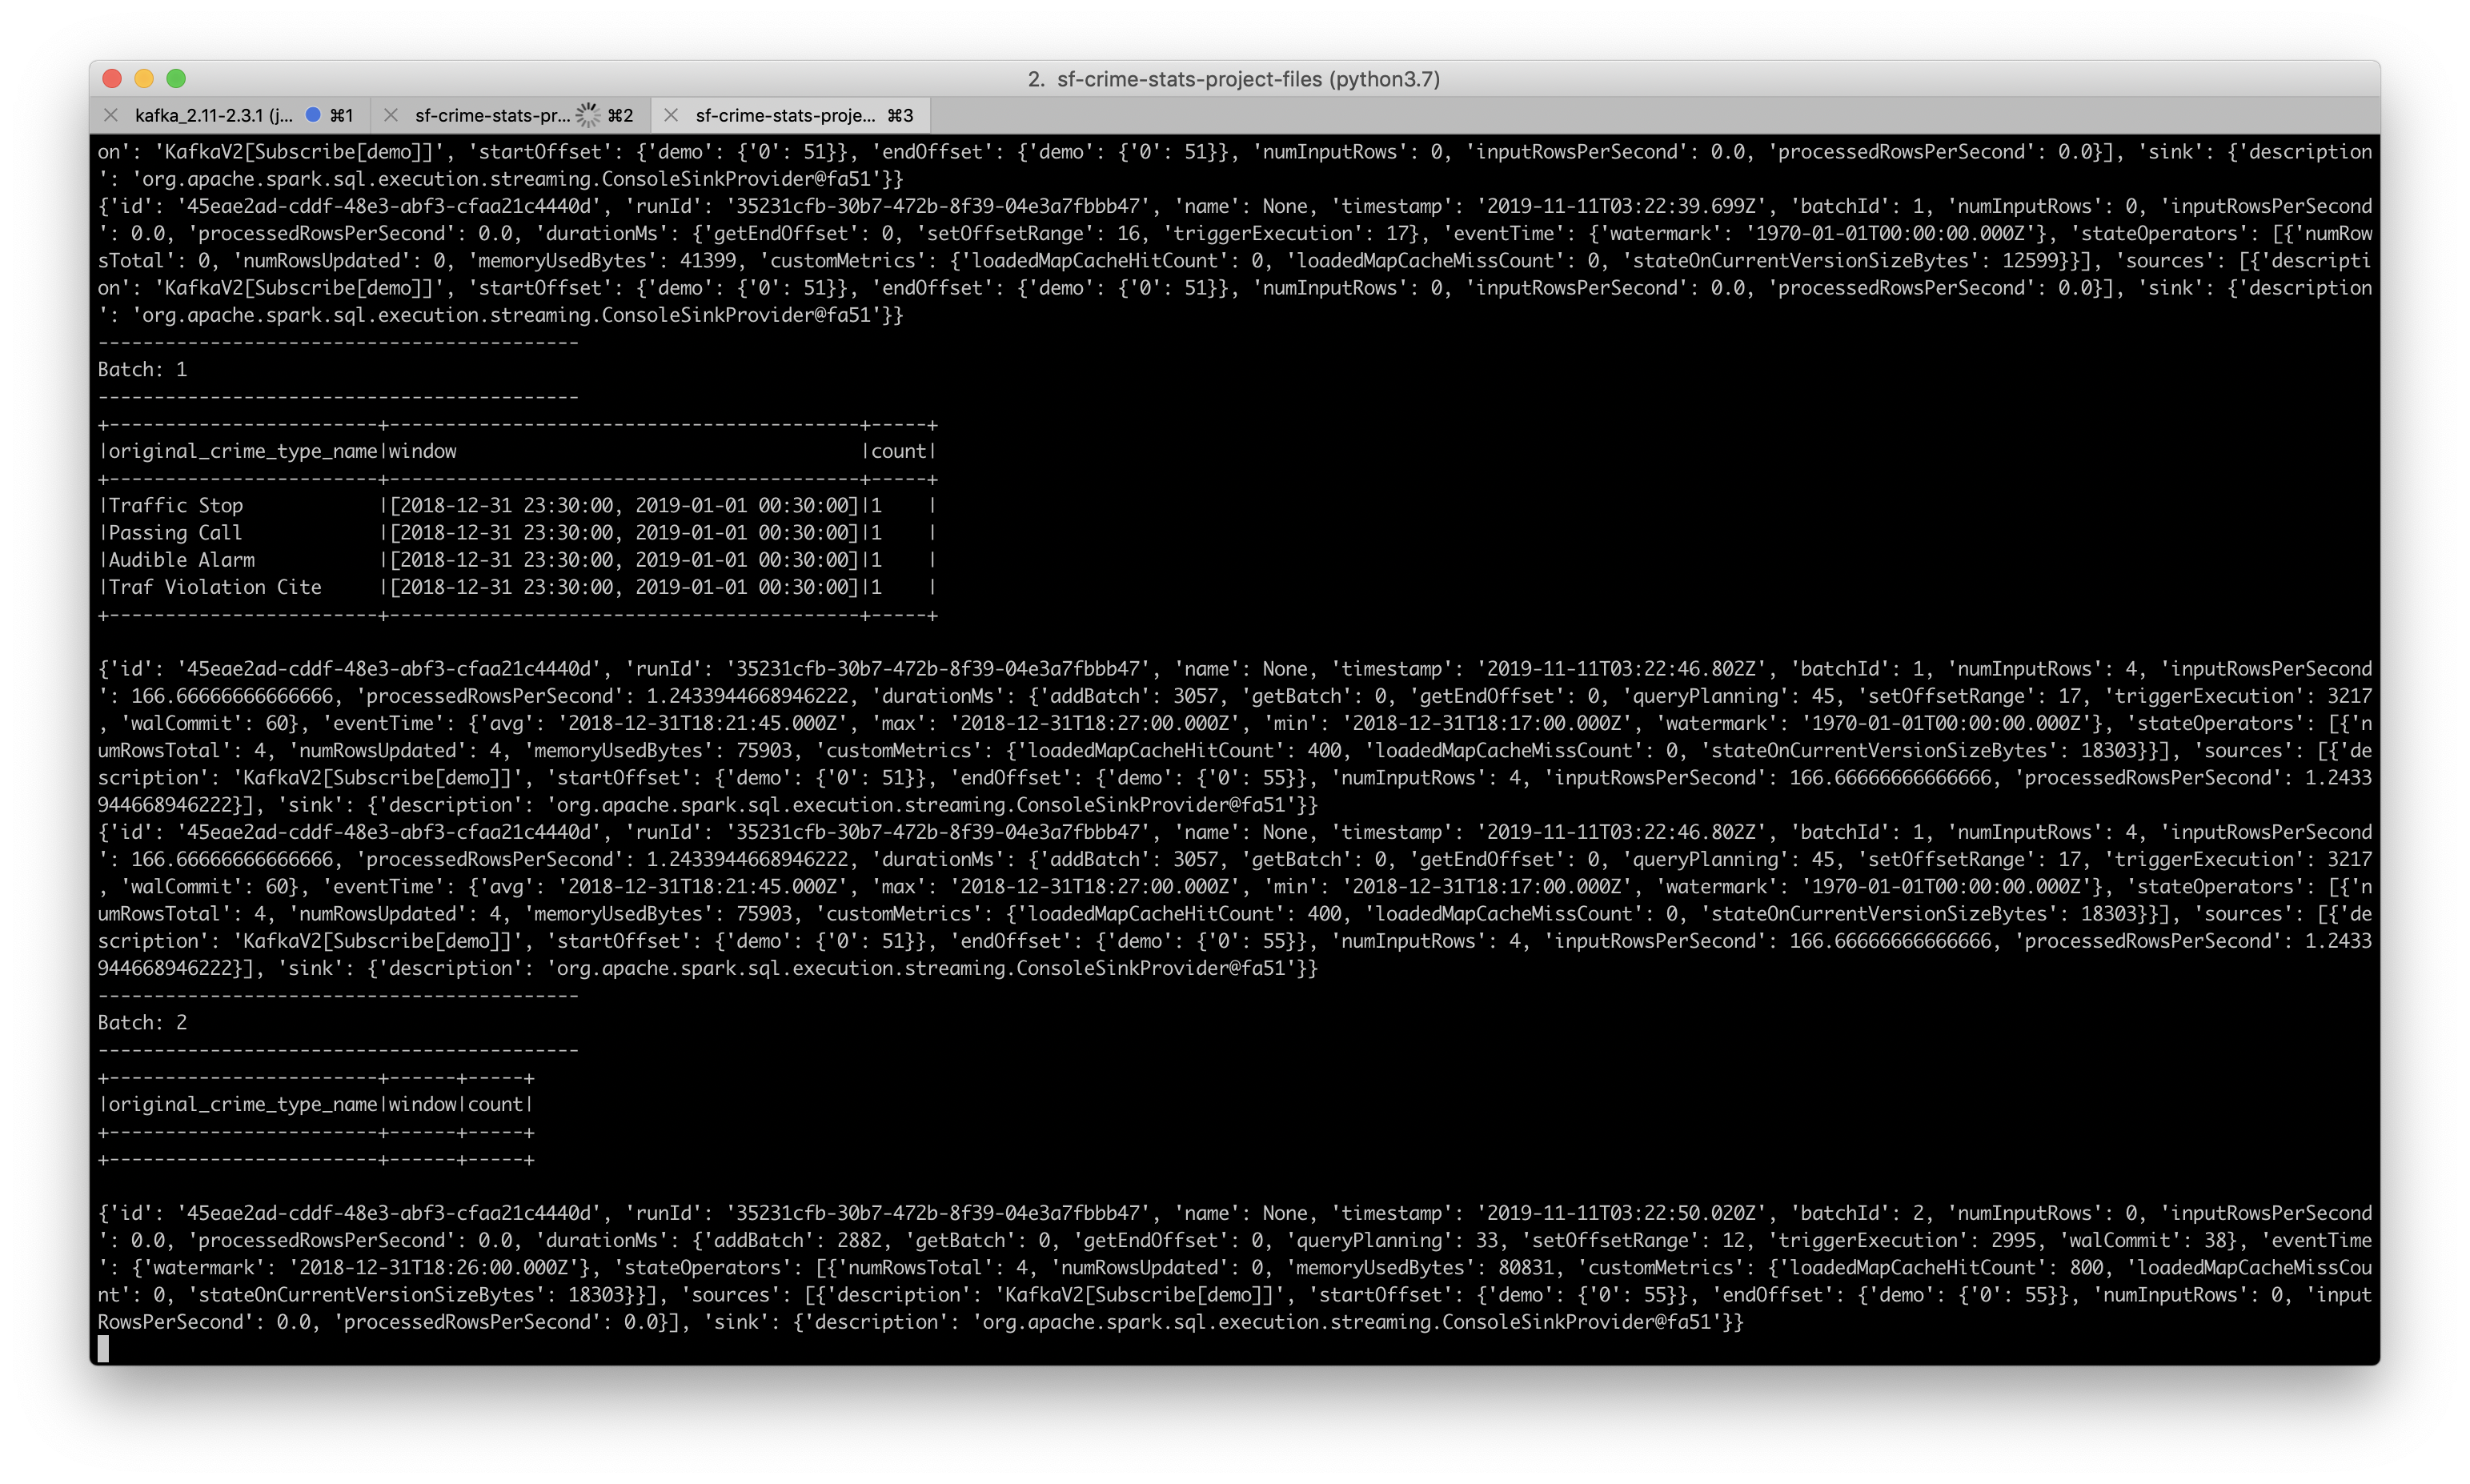 2. sf-crime-stats-project-files (python3.7)
kafka_2.11-2.3.1 (j... ⌘1 sf-crime-stats-pr... ⌘2 sf-crime-stats-proje... ⌘3
on': 'KafkaV2[Subscribe[demo]]', 'startOffset': {'demo': {'0': 51}}, 'endOffset': {'demo': {'0': 51}}, 'numInputRows': 0, 'inputRowsPerSecond': 0.0, 'processedRowsPerSecond': 0.0}], 'sink': {'description
': 'org.apache.spark.sql.execution.streaming.ConsoleSinkProvider@fa51'}}
{'id': '45eae2ad-cddf-48e3-abf3-cfaa21c4440d', 'runId': '35231cfb-30b7-472b-8f39-04e3a7fbbb47', 'name': None, 'timestamp': '2019-11-11T03:22:39.699Z', 'batchId': 1, 'numInputRows': 0, 'inputRowsPerSecond
': 0.0, 'processedRowsPerSecond': 0.0, 'durationMs': {'getEndOffset': 0, 'setOffsetRange': 16, 'triggerExecution': 17}, 'eventTime': {'watermark': '1970-01-01T00:00:00.000Z'}, 'stateOperators': [{'numRow
sTotal': 0, 'numRowsUpdated': 0, 'memoryUsedBytes': 41399, 'customMetrics': {'loadedMapCacheHitCount': 0, 'loadedMapCacheMissCount': 0, 'stateOnCurrentVersionSizeBytes': 12599}}], 'sources': [{'descripti
on': 'KafkaV2[Subscribe[demo]]', 'startOffset': {'demo': {'0': 51}}, 'endOffset': {'demo': {'0': 51}}, 'numInputRows': 0, 'inputRowsPerSecond': 0.0, 'processedRowsPerSecond': 0.0}], 'sink': {'description
': 'org.apache.spark.sql.execution.streaming.ConsoleSinkProvider@fa51'}}
-------------------------------------------
Batch: 1
-------------------------------------------
+------------------------+------------------------------------------+-----+
|original_crime_type_name|window                                    |count|
+------------------------+------------------------------------------+-----+
|Traffic Stop            |[2018-12-31 23:30:00, 2019-01-01 00:30:00]|1    |
|Passing Call            |[2018-12-31 23:30:00, 2019-01-01 00:30:00]|1    |
|Audible Alarm           |[2018-12-31 23:30:00, 2019-01-01 00:30:00]|1    |
|Traf Violation Cite     |[2018-12-31 23:30:00, 2019-01-01 00:30:00]|1    |
+------------------------+------------------------------------------+-----+
{'id': '45eae2ad-cddf-48e3-abf3-cfaa21c4440d', 'runId': '35231cfb-30b7-472b-8f39-04e3a7fbbb47', 'name': None, 'timestamp': '2019-11-11T03:22:46.802Z', 'batchId': 1, 'numInputRows': 4, 'inputRowsPerSecond
': 166.66666666666666, 'processedRowsPerSecond': 1.2433944668946222, 'durationMs': {'addBatch': 3057, 'getBatch': 0, 'getEndOffset': 0, 'queryPlanning': 45, 'setOffsetRange': 17, 'triggerExecution': 3217
, 'walCommit': 60}, 'eventTime': {'avg': '2018-12-31T18:21:45.000Z', 'max': '2018-12-31T18:27:00.000Z', 'min': '2018-12-31T18:17:00.000Z', 'watermark': '1970-01-01T00:00:00.000Z'}, 'stateOperators': [{'n
umRowsTotal': 4, 'numRowsUpdated': 4, 'memoryUsedBytes': 75903, 'customMetrics': {'loadedMapCacheHitCount': 400, 'loadedMapCacheMissCount': 0, 'stateOnCurrentVersionSizeBytes': 18303}}], 'sources': [{'de
scription': 'KafkaV2[Subscribe[demo]]', 'startOffset': {'demo': {'0': 51}}, 'endOffset': {'demo': {'0': 55}}, 'numInputRows': 4, 'inputRowsPerSecond': 166.66666666666666, 'processedRowsPerSecond': 1.2433
944668946222}], 'sink': {'description': 'org.apache.spark.sql.execution.streaming.ConsoleSinkProvider@fa51'}}
{'id': '45eae2ad-cddf-48e3-abf3-cfaa21c4440d', 'runId': '35231cfb-30b7-472b-8f39-04e3a7fbbb47', 'name': None, 'timestamp': '2019-11-11T03:22:46.802Z', 'batchId': 1, 'numInputRows': 4, 'inputRowsPerSecond
': 166.66666666666666, 'processedRowsPerSecond': 1.2433944668946222, 'durationMs': {'addBatch': 3057, 'getBatch': 0, 'getEndOffset': 0, 'queryPlanning': 45, 'setOffsetRange': 17, 'triggerExecution': 3217
, 'walCommit': 60}, 'eventTime': {'avg': '2018-12-31T18:21:45.000Z', 'max': '2018-12-31T18:27:00.000Z', 'min': '2018-12-31T18:17:00.000Z', 'watermark': '1970-01-01T00:00:00.000Z'}, 'stateOperators': [{'n
umRowsTotal': 4, 'numRowsUpdated': 4, 'memoryUsedBytes': 75903, 'customMetrics': {'loadedMapCacheHitCount': 400, 'loadedMapCacheMissCount': 0, 'stateOnCurrentVersionSizeBytes': 18303}}], 'sources': [{'de
scription': 'KafkaV2[Subscribe[demo]]', 'startOffset': {'demo': {'0': 51}}, 'endOffset': {'demo': {'0': 55}}, 'numInputRows': 4, 'inputRowsPerSecond': 166.66666666666666, 'processedRowsPerSecond': 1.2433
944668946222}], 'sink': {'description': 'org.apache.spark.sql.execution.streaming.ConsoleSinkProvider@fa51'}}
-------------------------------------------
Batch: 2
-------------------------------------------
+------------------------+------+-----+
|original_crime_type_name|window|count|
+------------------------+------+-----+
+------------------------+------+-----+
{'id': '45eae2ad-cddf-48e3-abf3-cfaa21c4440d', 'runId': '35231cfb-30b7-472b-8f39-04e3a7fbbb47', 'name': None, 'timestamp': '2019-11-11T03:22:50.020Z', 'batchId': 2, 'numInputRows': 0, 'inputRowsPerSecond
': 0.0, 'processedRowsPerSecond': 0.0, 'durationMs': {'addBatch': 2882, 'getBatch': 0, 'getEndOffset': 0, 'queryPlanning': 33, 'setOffsetRange': 12, 'triggerExecution': 2995, 'walCommit': 38}, 'eventTime
': {'watermark': '2018-12-31T18:26:00.000Z'}, 'stateOperators': [{'numRowsTotal': 4, 'numRowsUpdated': 0, 'memoryUsedBytes': 80831, 'customMetrics': {'loadedMapCacheHitCount': 800, 'loadedMapCacheMissCou
nt': 0, 'stateOnCurrentVersionSizeBytes': 18303}}], 'sources': [{'description': 'KafkaV2[Subscribe[demo]]', 'startOffset': {'demo': {'0': 55}}, 'endOffset': {'demo': {'0': 55}}, 'numInputRows': 0, 'input
RowsPerSecond': 0.0, 'processedRowsPerSecond': 0.0}], 'sink': {'description': 'org.apache.spark.sql.execution.streaming.ConsoleSinkProvider@fa51'}}